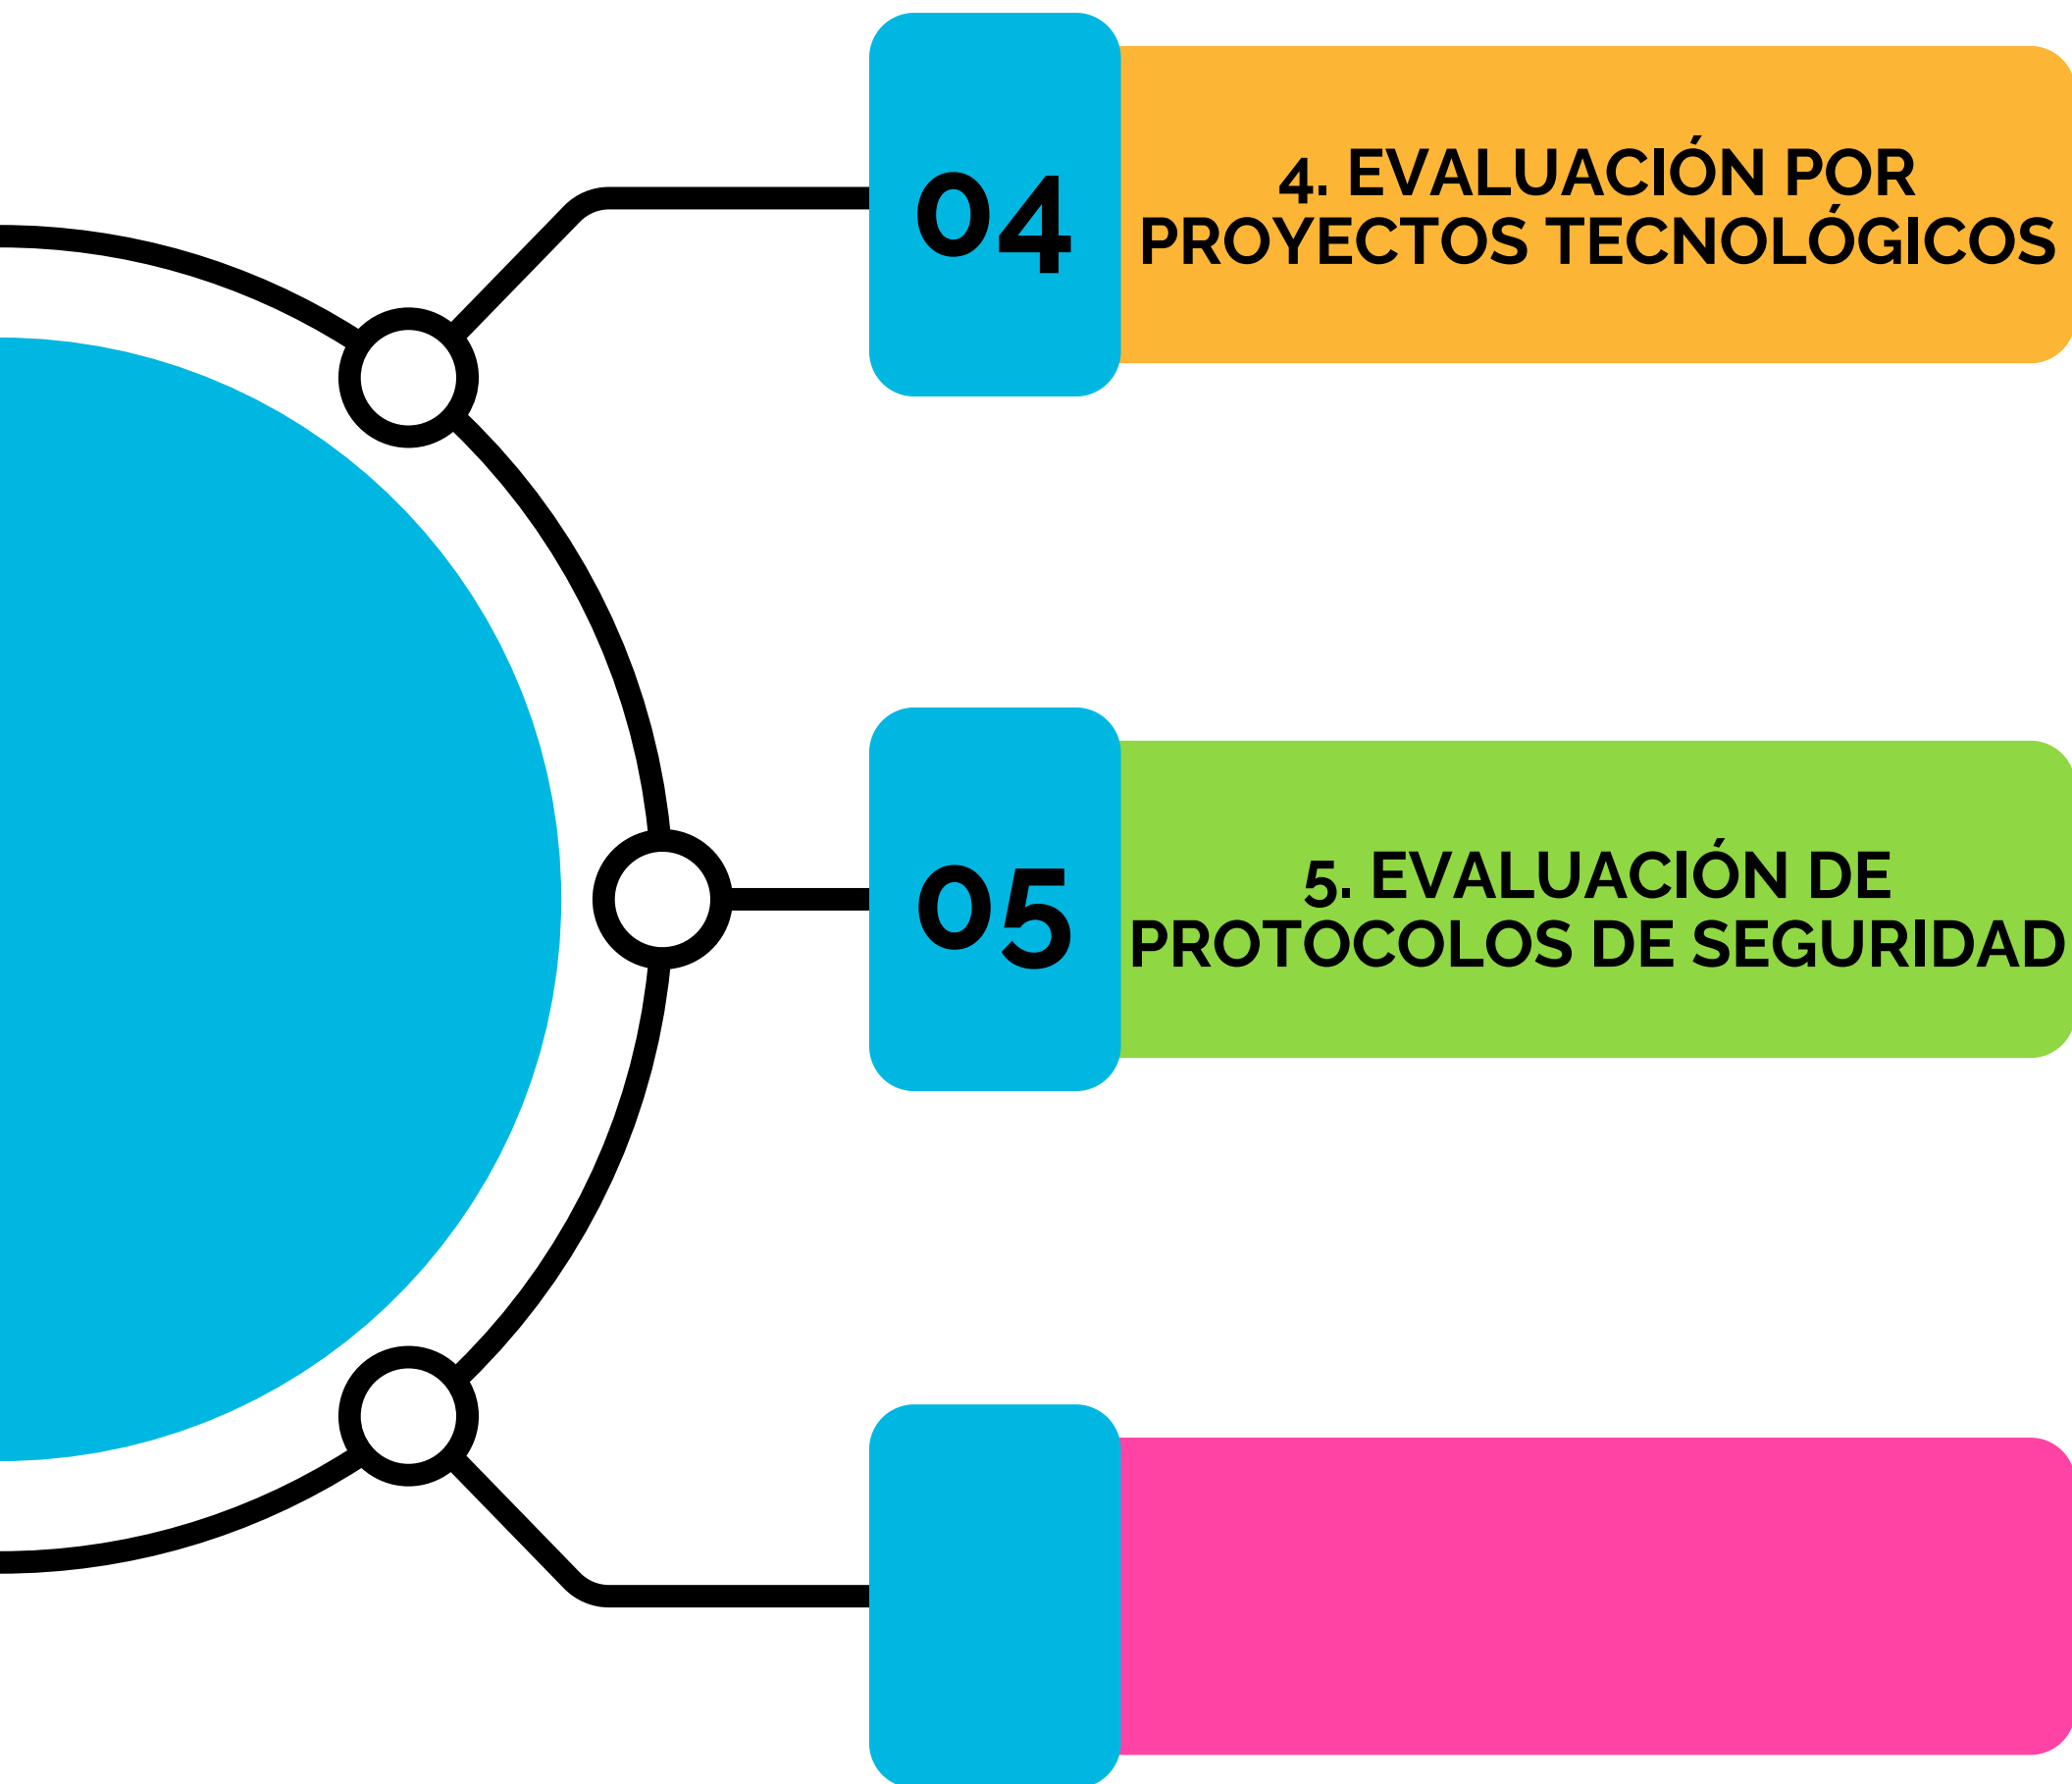 04
4. EVALUACIÓN POR
PROYECTOS TECNOLÓGICOS
05
5. EVALUACIÓN DE
PROTOCOLOS DE SEGURIDAD